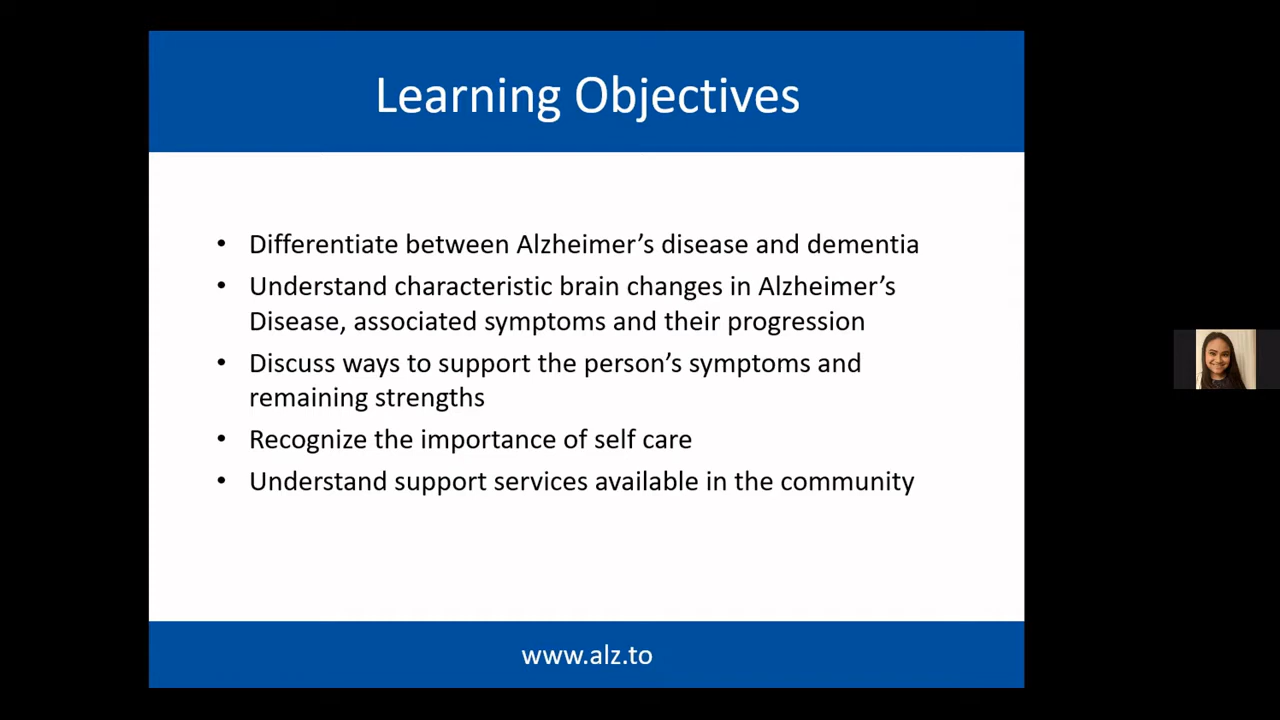 Learning Objectives
• Differentiate between Alzheimer’s disease and dementia
• Understand characteristic brain changes in Alzheimer’s
Disease, associated symptoms and their progression
• Discuss ways to support the person’s symptoms and
remaining strengths
• Recognize the importance of self care
• Understand support services available in the community
www.alz.to